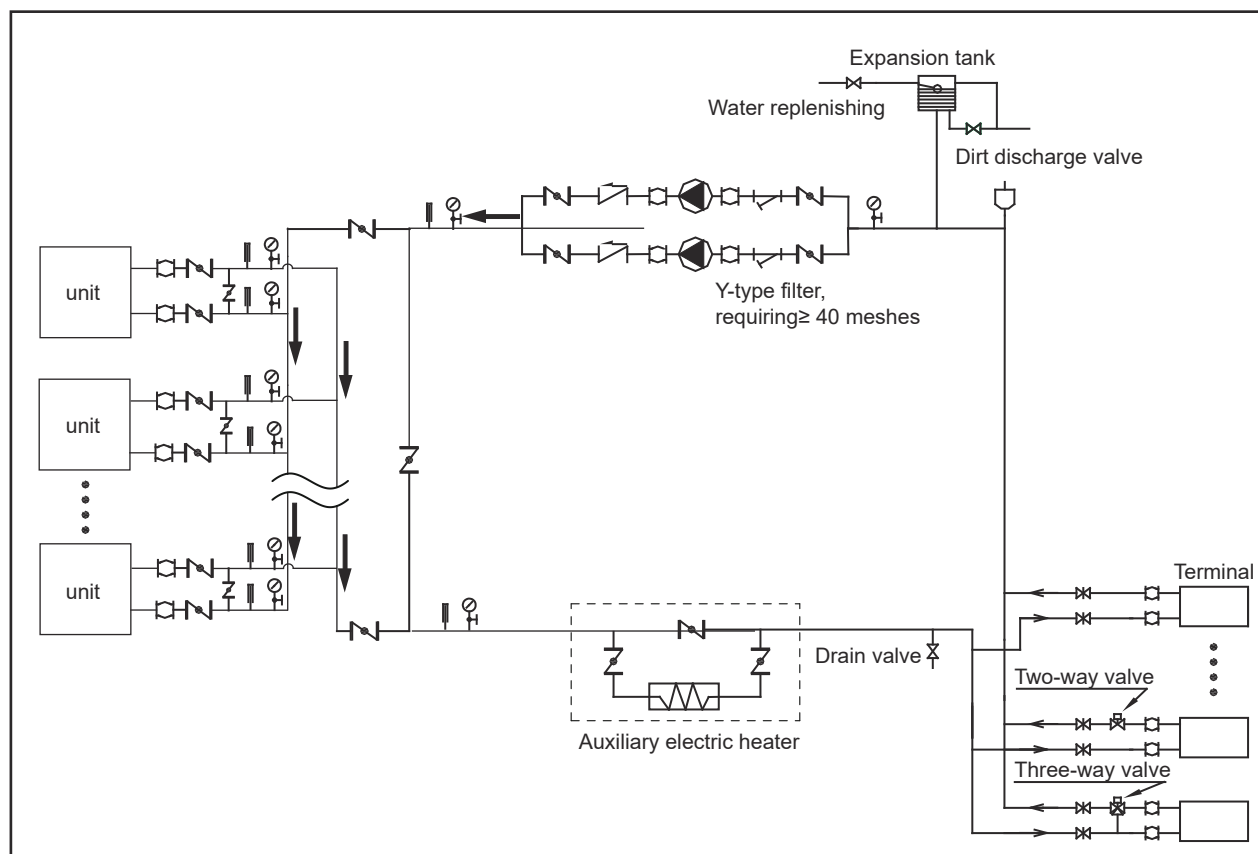 Expansion tank
Water replenishing
Dirt discharge valve
unit
Y-type filter,
requiring≥ 40 meshes
unit
unit
Terminal
Drain valve
Two-way valve
Auxiliary electric heater
Three-way valve